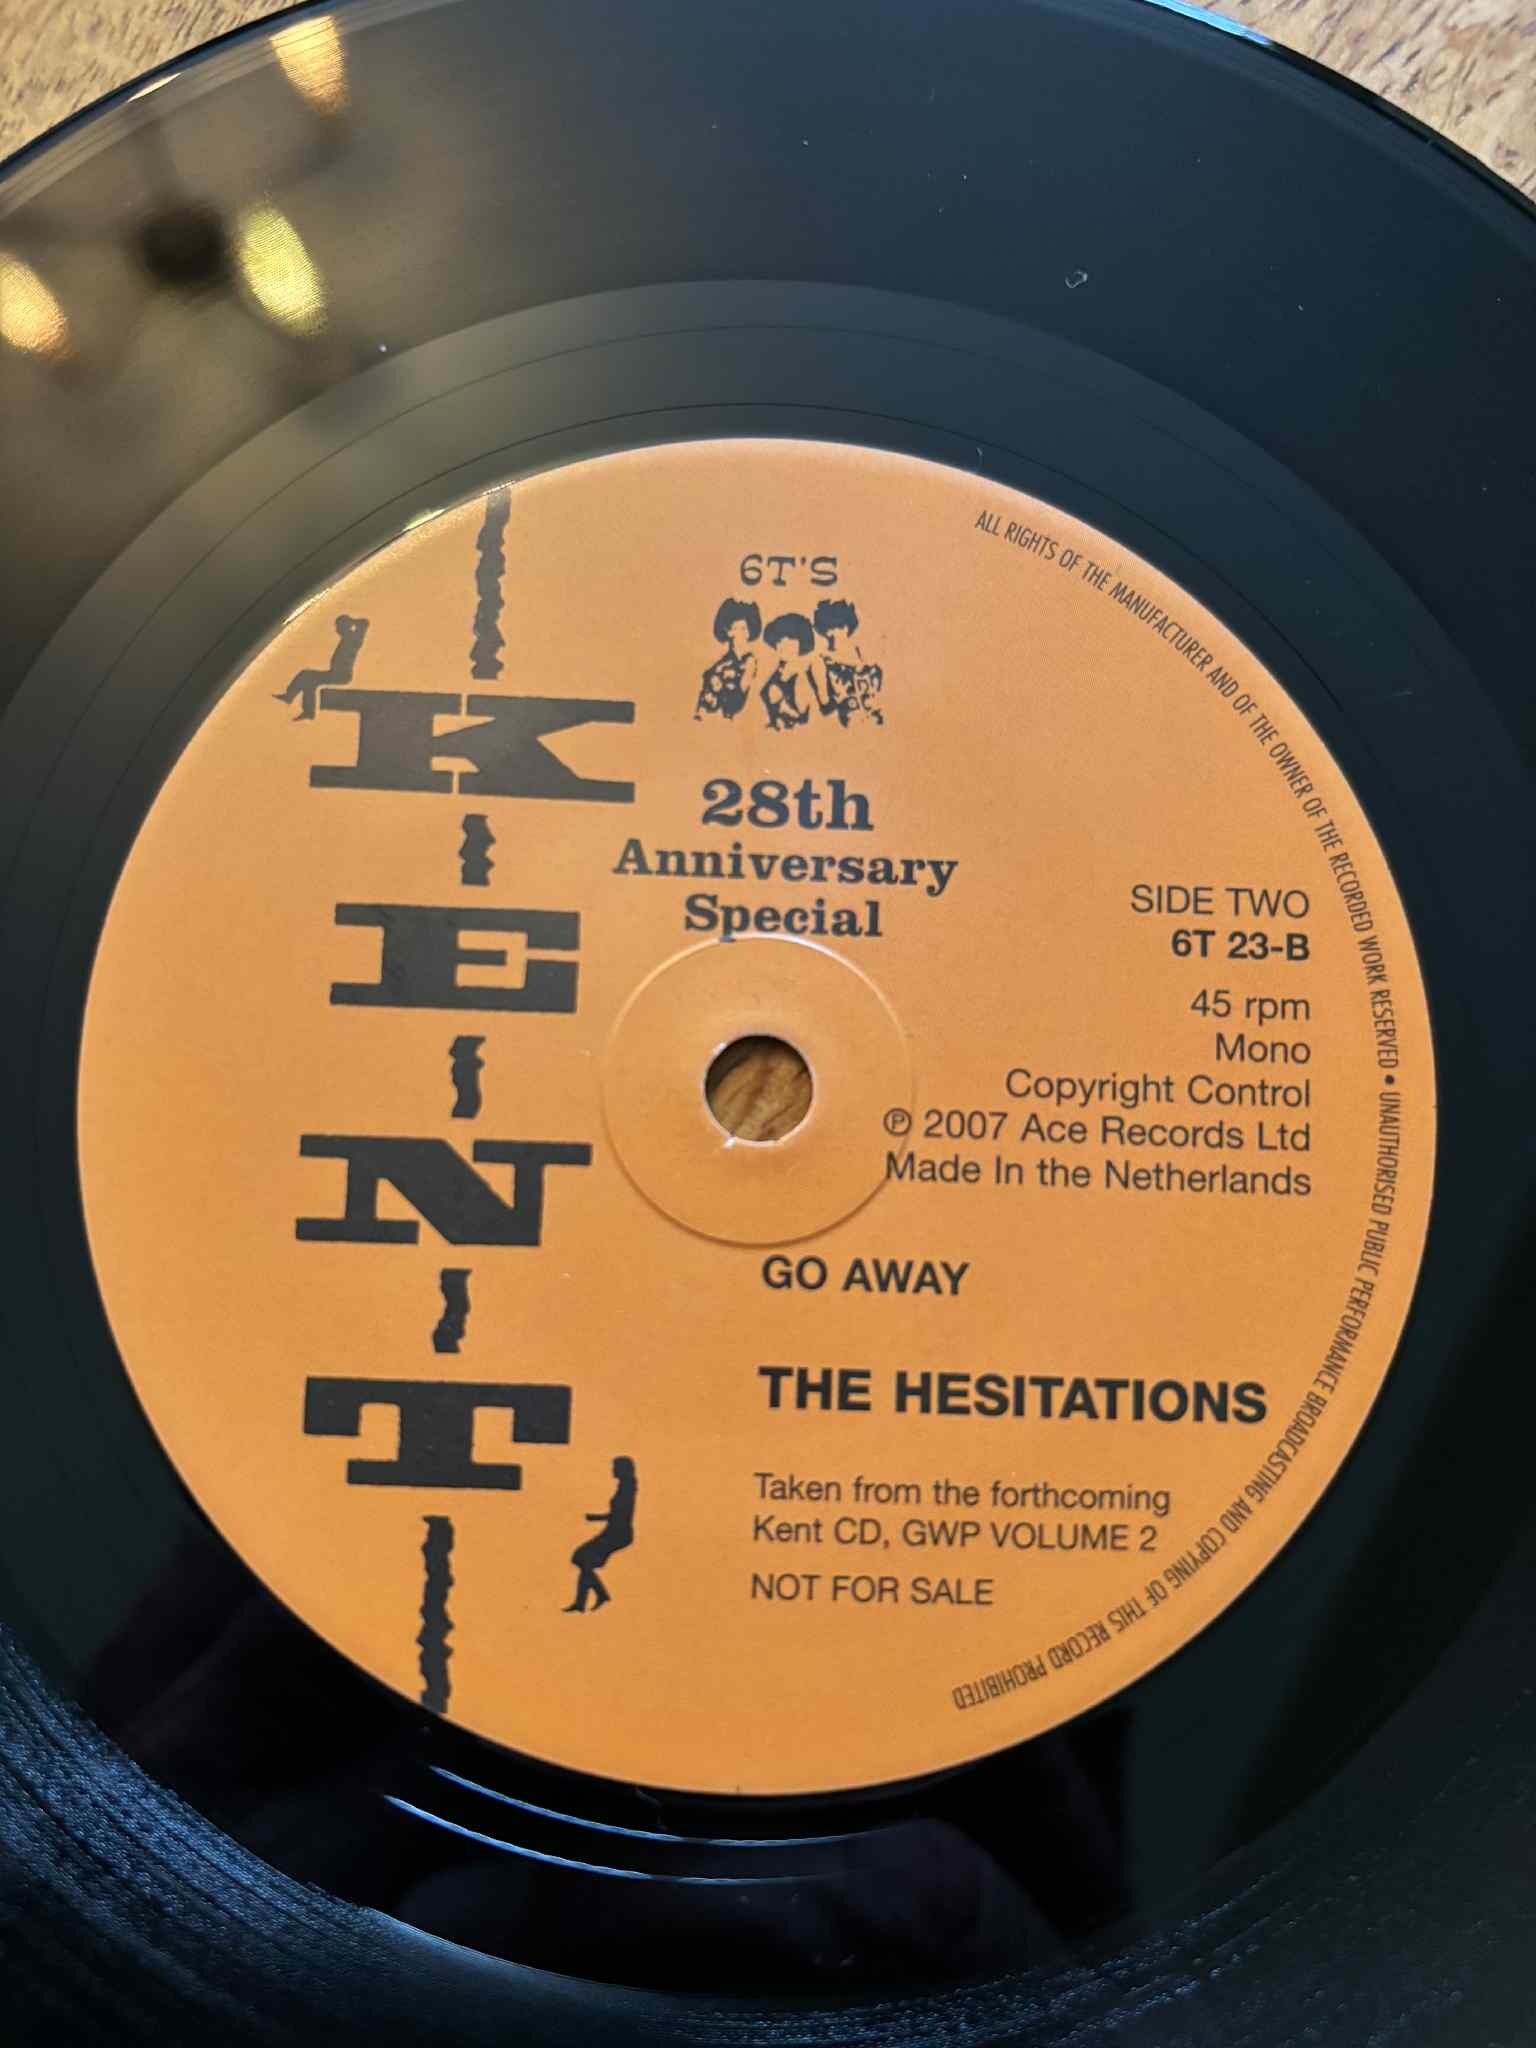 6T'S
28th
Anniversary
Special
KENT
SIDE TWO
6T 23-B
45 rpm
Mono
Copyright Control
℗ 2007 Ace Records Ltd
Made In the Netherlands
GO AWAY
THE HESITATIONS
Taken from the forthcoming
Kent CD, GWP VOLUME 2
NOT FOR SALE
ALL RIGHTS OF THE MANUFACTURER AND OF THE OWNER OF THE RECORDED WORK RESERVED • UNAUTHORISED PUBLIC PERFORMANCE BROADCASTING AND COPYING OF THIS RECORD PROHIBITED